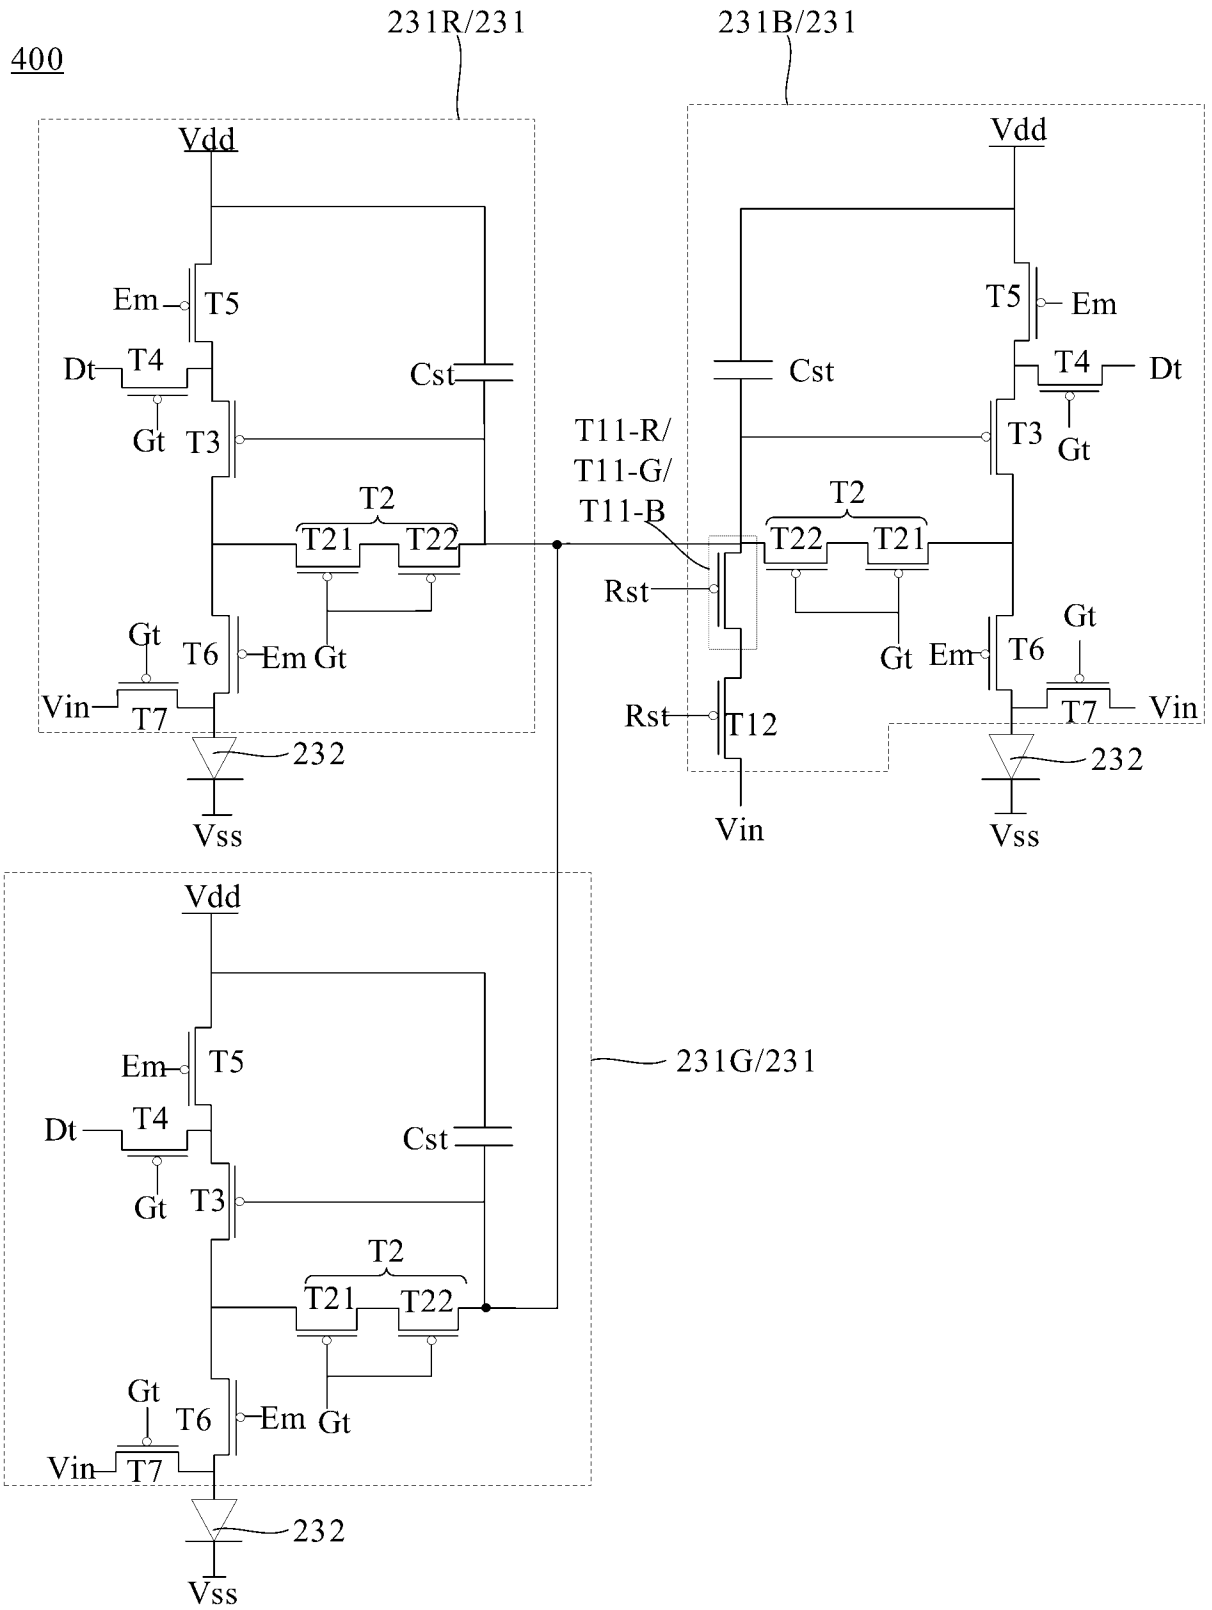 400
231R/231
231B/231
Vdd
Em
T5
Dt
T4
Cst
Gt
T3
T2
T21
T22
Gt
T6
Em
Gt
Vin
T7
232
Vss
Vdd
T5
Em
Cst
T4
Dt
T3
Gt
T11-R/
T11-G/
T11-B
T2
T22
T21
Rst
Gt
Gt
Em
T6
T7
Vin
Rst
T12
Vin
232
Vss
Vdd
231G/231
Em
T5
Dt
T4
Cst
Gt
T3
T2
T21
T22
Gt
T6
Em
Gt
Vin
T7
232
Vss